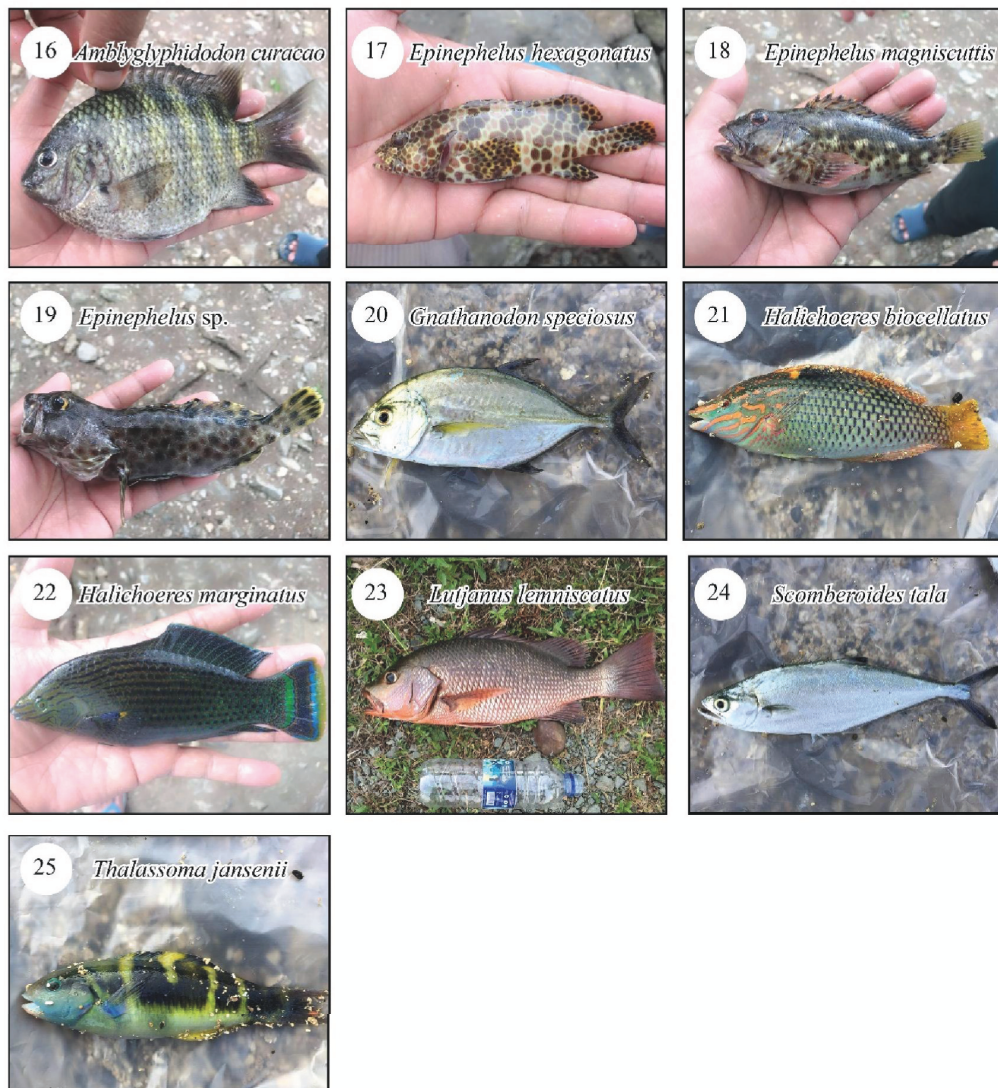 16 Amblyglyphidodon curacao
17 Epinephelus hexagonatus
18 Epinephelus magniscuttis
19 Epinephelus sp.
20 Gnathanodon speciosus
21 Halichoeres biocellatus
22 Halichoeres marginatus
23 Lutjanus lemniscatus
24 Scomberoides tala
25 Thalassoma jansenii